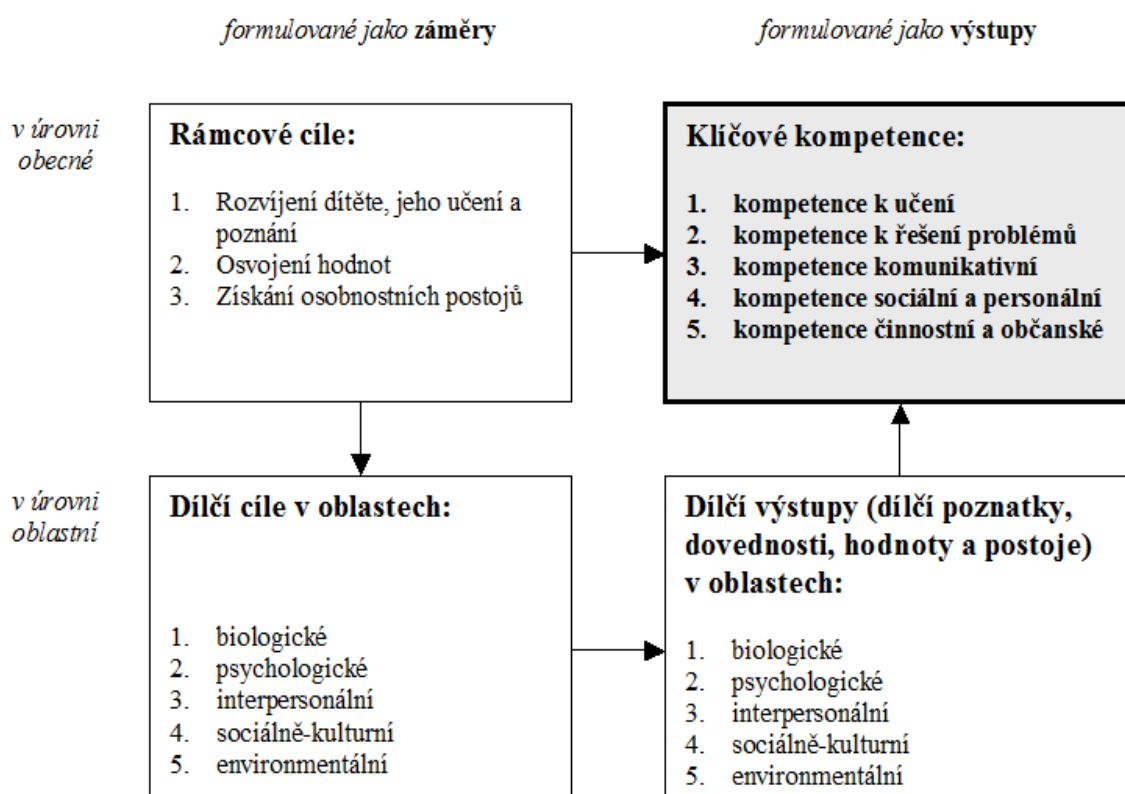 formulované jako záměry
formulované jako výstupy
v úrovni
obecné
Rámcové cíle:
1. Rozvíjení dítěte, jeho učení a
poznání
2. Osvojení hodnot
3. Získání osobnostních postojů
Klíčové kompetence:
1. kompetence k učení
2. kompetence k řešení problémů
3. kompetence komunikativní
4. kompetence sociální a personální
5. kompetence činnostní a občanské
v úrovni
oblastní
Dílčí cíle v oblastech:
1. biologické
2. psychologické
3. interpersonální
4. sociálně-kulturní
5. environmentální
Dílčí výstupy (dílčí poznatky,
dovednosti, hodnoty a postoje)
v oblastech:
1. biologické
2. psychologické
3. interpersonální
4. sociálně-kulturní
5. environmentální